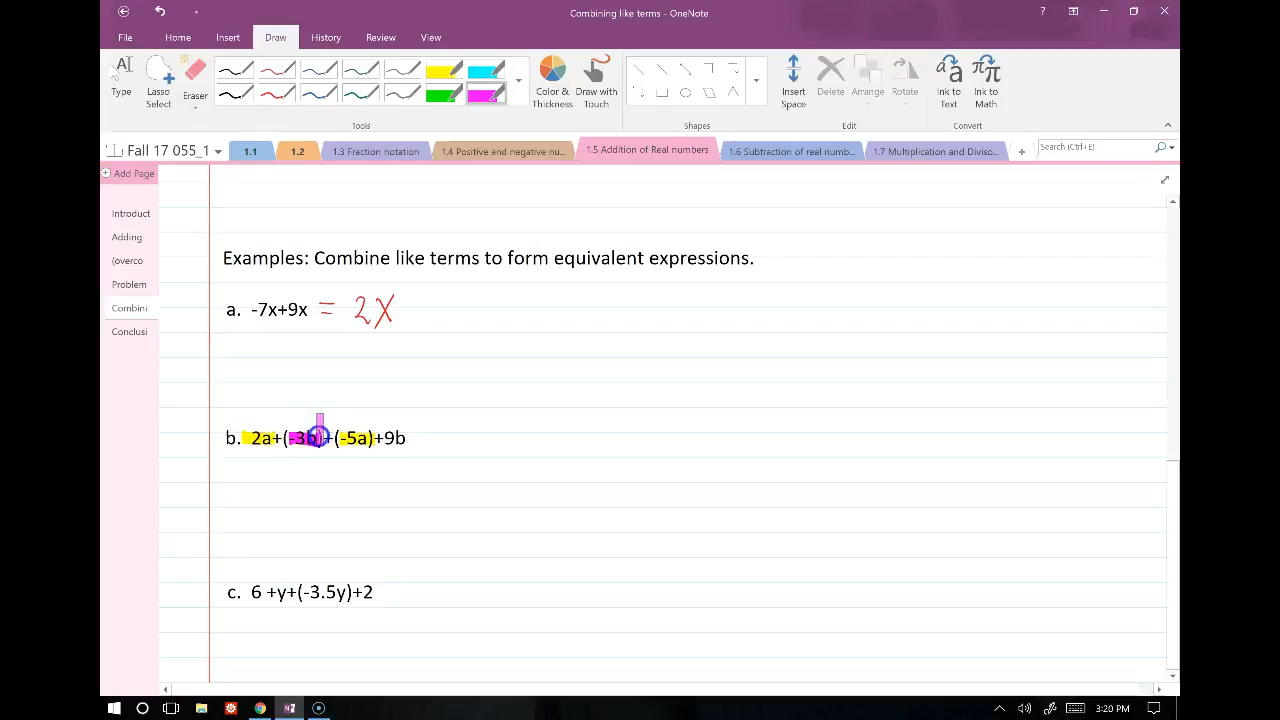 Combining like terms - OneNote
?
File Home Insert Draw History Review View
Type
Lasso Select
Eraser
Color & Thickness
Draw with Touch
Insert Space
Delete
Arrange
Rotate
Ink to Text
Ink to Math
Tools
Shapes
Edit
Convert
Fall 17 055_1
1.1
1.2
1.3 Fraction notation
1.4 Positive and negative nu...
1.5 Addition of Real numbers
1.6 Subtraction of real numb...
1.7 Multiplication and Diviso...
Search (Ctrl+E)
Add Page
Introduct
Adding
(overco
Problem
Combini
Conclusi
Examples: Combine like terms to form equivalent expressions.
a. -7x+9x = 2x
b. 2a+(-3b)+(-5a)+9b
c. 6 +y+(-3.5y)+2
3:20 PM